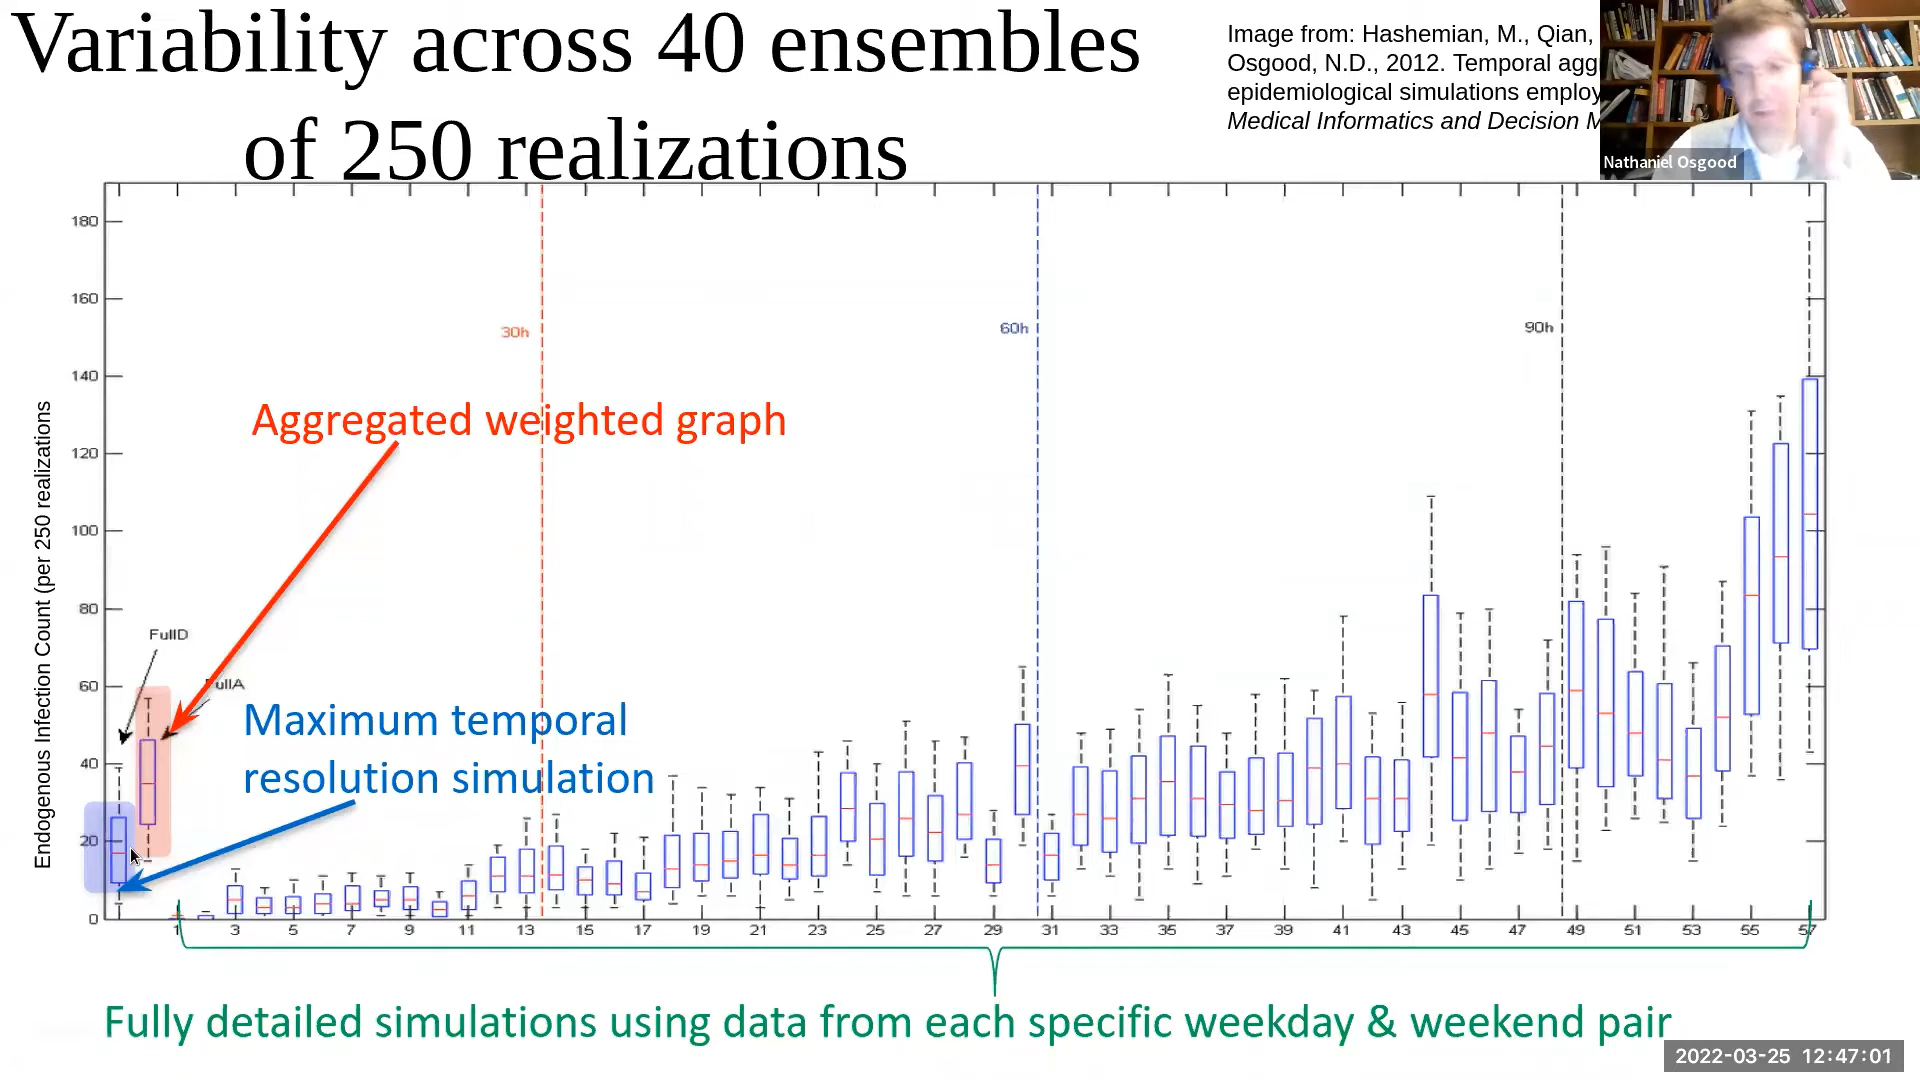 Variability across 40 ensembles
of 250 realizations
Image from: Hashemian, M., Qian,
Osgood, N.D., 2012. Temporal
epidemiological simulations
Medical Informatics and Decision
Nathaniel Osgood
Endogenous Infection Count (per 250 realizations
180
160
140
120
100
80
60
40
20
0
30h
60h
90h
Aggregated weighted graph
FullD
FullA
Maximum temporal
resolution simulation
1 3 5 7 9 11 13 15 17 19 21 23 25 27 29 31 33 35 37 39 41 43 45 47 49 51 53 55 57
Fully detailed simulations using data from each specific weekday & weekend pair
2022-03-25 12:47:01